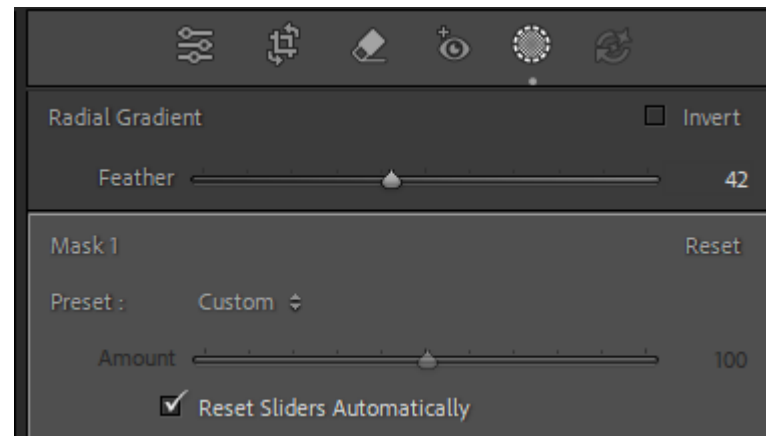 Radial Gradient Invert
Feather 42
Mask 1 Reset
Preset : Custom
Amount 100
Reset Sliders Automatically